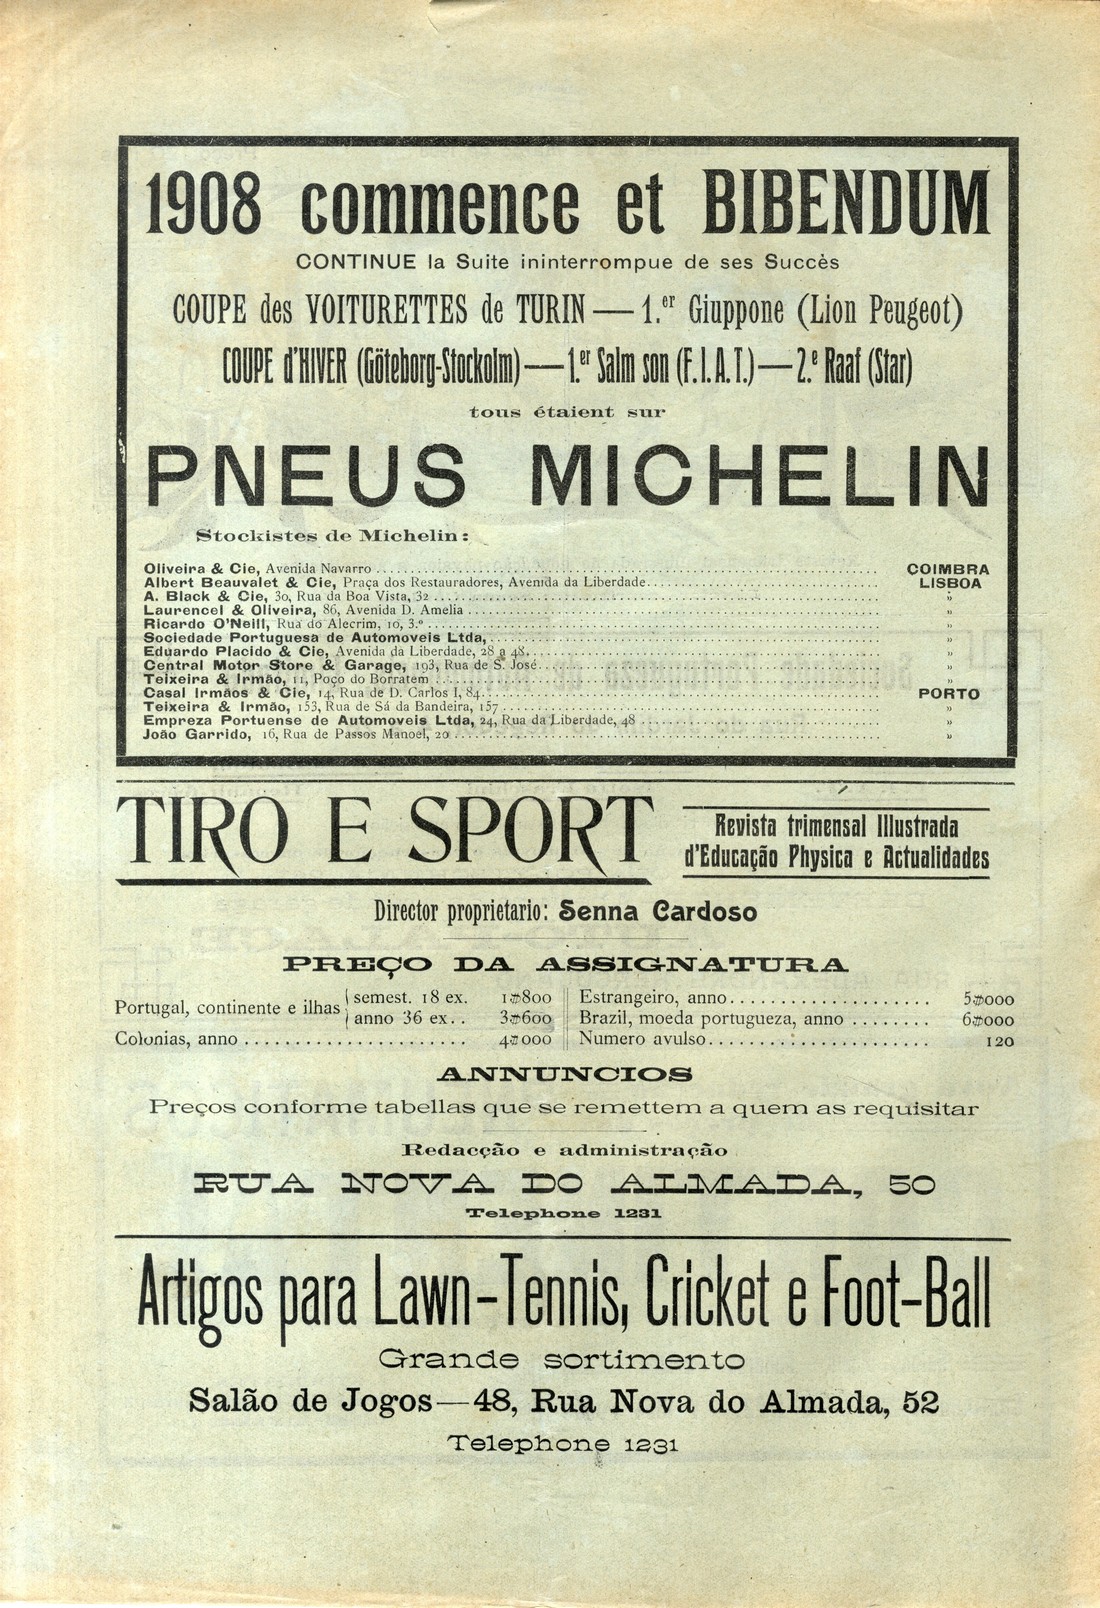 1908 commence et BIBENDUM
CONTINUE la Suite ininterrompue de ses Succès
COUPE des VOITURETTES de TURIN — 1.er Giuppone (Lion Peugeot)
COUPE d'HIVER (Göteborg-Stockolm) — 1.er Salm son (F.I.A.T.) — 2.e Raaf (Star)
tous étaient sur
PNEUS MICHELIN
Stockistes de Michelin:
Oliveira & Cie, Avenida Navarro ........ COIMBRA
Albert Beauvalet & Cie, Praça dos Restauradores, Avenida da Liberdade........ LISBOA
A. Black & Cie, 30, Rua da Boa Vista, 32 ........ »
Laurencel & Oliveira, 86, Avenida D. Amelia ........ »
Ricardo O'Neill, Rua do Alecrim, 10, 3.º ........ »
Sociedade Portuguesa de Automoveis Ltda, ........ »
Eduardo Placido & Cie, Avenida da Liberdade, 28 a 48, ........ »
Central Motor Store & Garage, 193, Rua de S. José ........ »
Teixeira & Irmão, 11, Poço do Borratem ........ »
Casal Irmãos & Cie, 14, Rua de D. Carlos I, 84 ........ PORTO
Teixeira & Irmão, 153, Rua de Sá da Bandeira, 157 ........ »
Empreza Portuense de Automoveis Ltda, 24, Rua da Liberdade, 48 ........ »
João Garrido, 16, Rua de Passos Manoel, 20 ........ »
TIRO E SPORT
Revista trimensal Illustrada
d'Educação Physica e Actualidades
Director proprietario: Senna Cardoso
PREÇO DA ASSIGNATURA
Portugal, continente e ilhas
semest. 18 ex. 1$800
anno 36 ex. . 3$600
Colonias, anno ........ 4$000
Estrangeiro, anno ........ 5$000
Brazil, moeda portugueza, anno ........ 6$000
Numero avulso ........ 120
ANNUNCIOS
Preços conforme tabellas que se remettem a quem as requisitar
Redacção e administração
RUA NOVA DO ALMADA, 50
Telephone 1231
Artigos para Lawn-Tennis, Cricket e Foot-Ball
Grande sortimento
Salão de Jogos—48, Rua Nova do Almada, 52
Telephone 1231